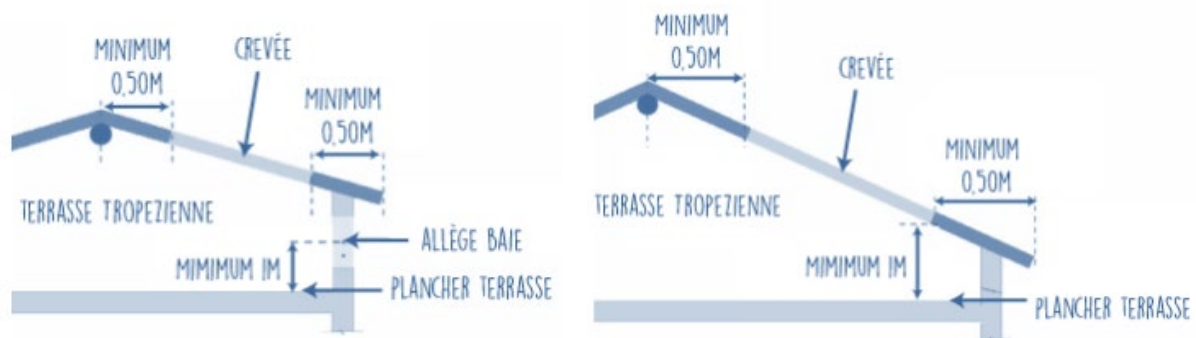 MINIMUM
0,50M
CREVÉE
MINIMUM
0,50M
TERRASSE TROPEZIENNE
ALLÈGE BAIE
MIMIMUM 1M
PLANCHER TERRASSE
MINIMUM
0,50M
CREVÉE
MINIMUM
0,50M
TERRASSE TROPEZIENNE
MIMIMUM 1M
PLANCHER TERRASSE